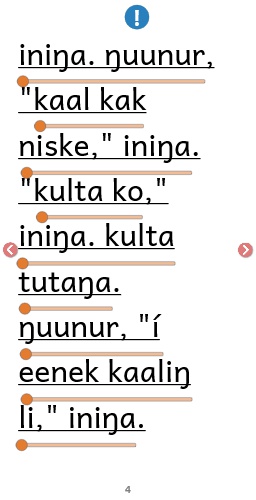 iniŋa. ŋuunur,
"kaal kak
niske," iniŋa.
"kulta ko,"
iniŋa. kulta
tutaŋa.
ŋuunur, "í
eenek kaaliŋ
li," iniŋa.
4